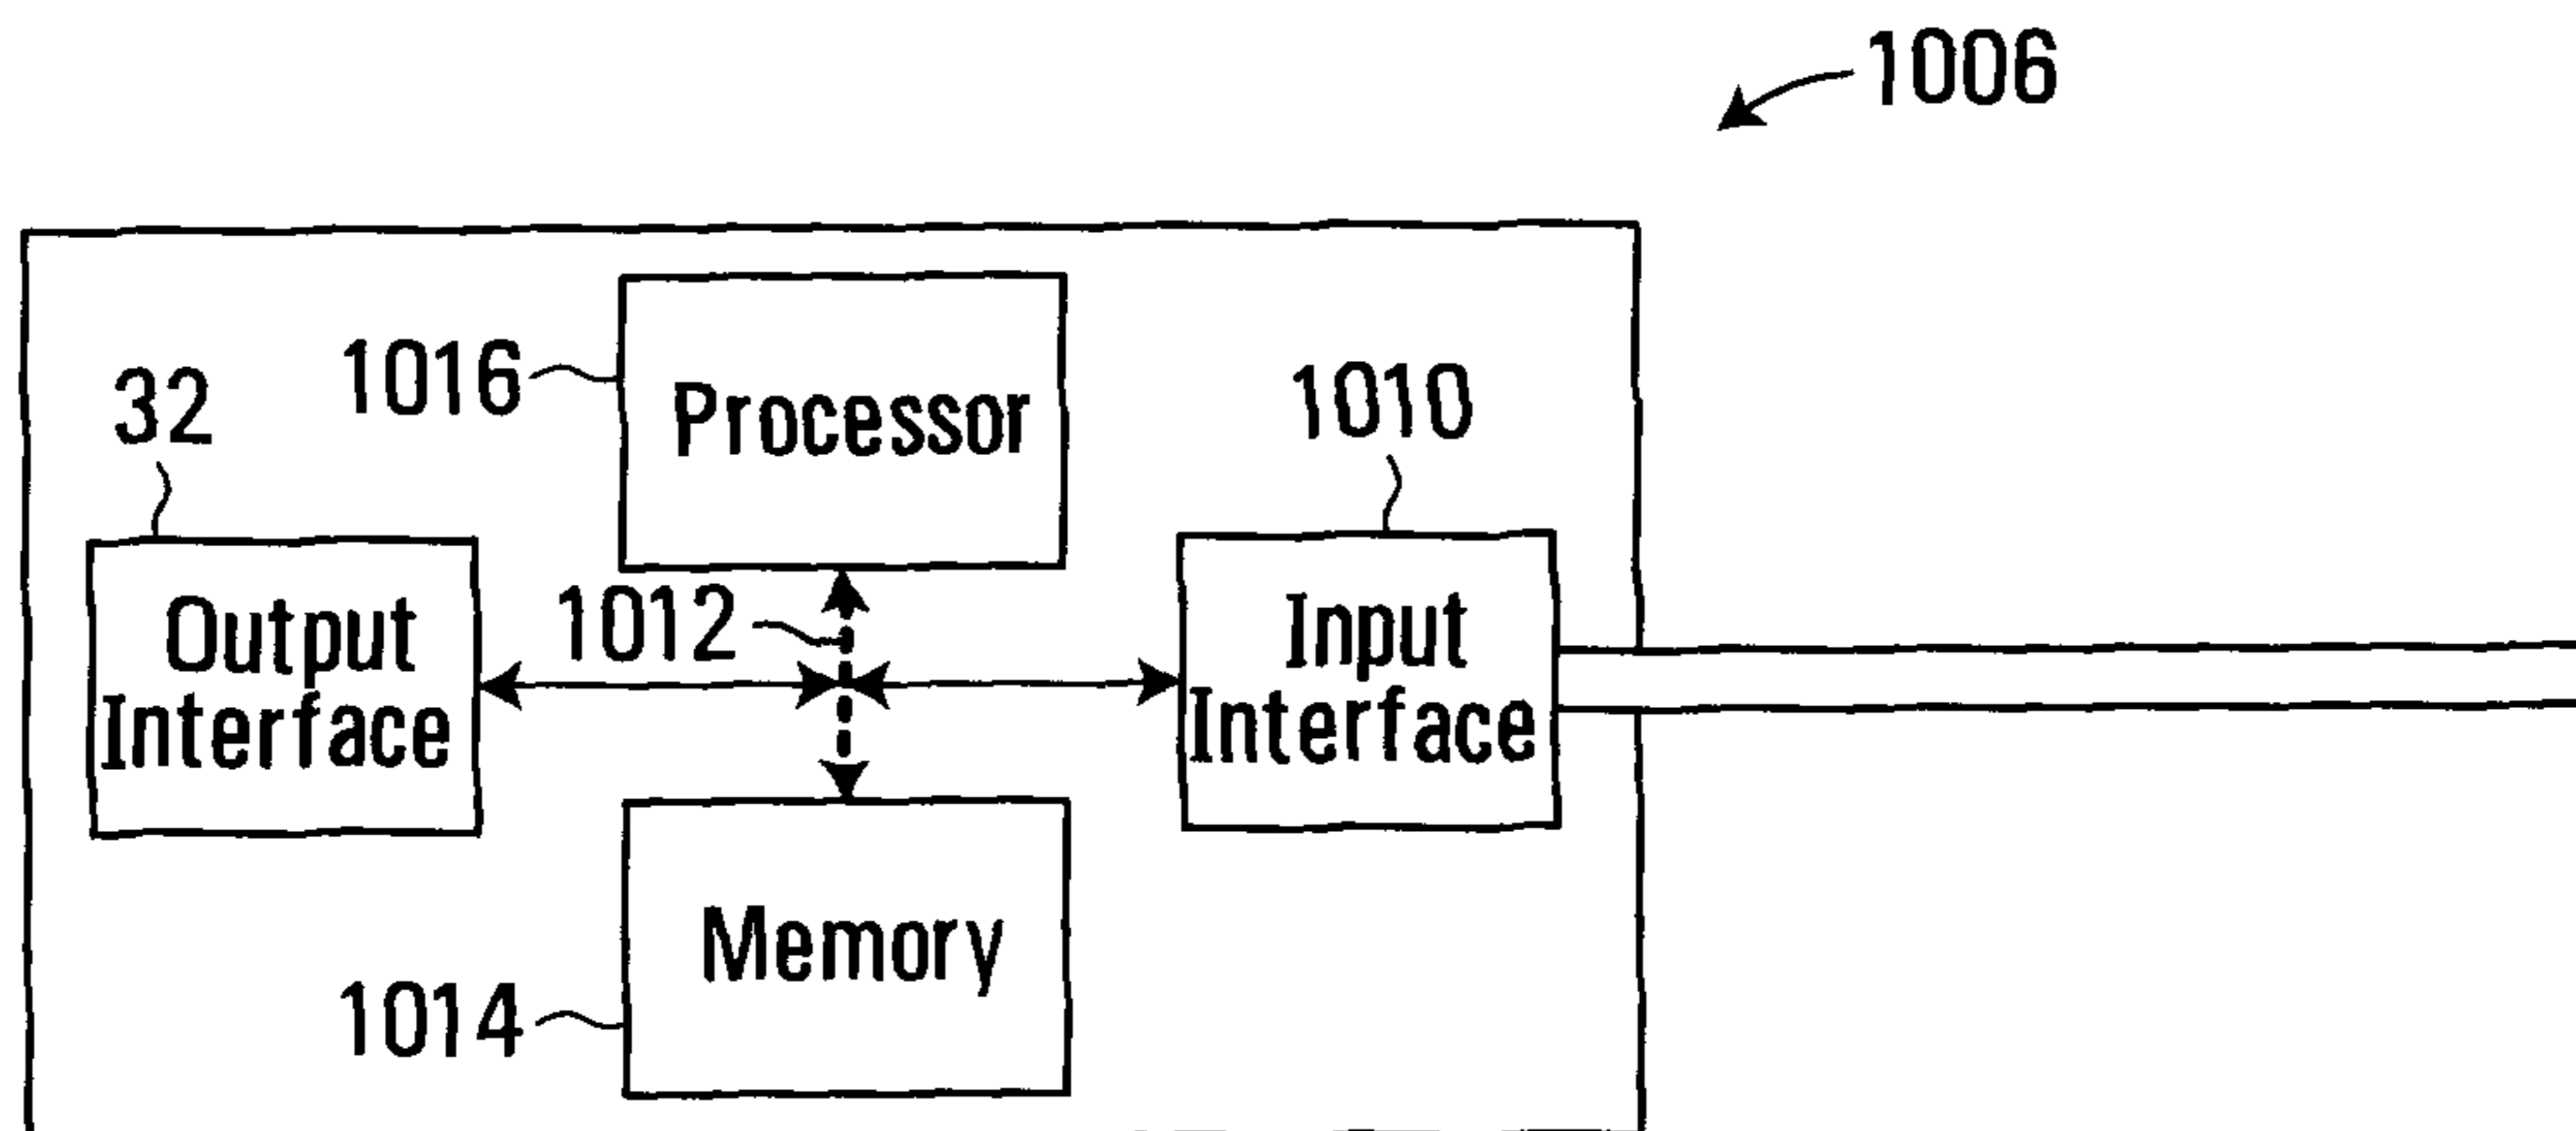 1006
1016
Processor
32
1010
Output
Interface
1012
Input
Interface
Memory
1014